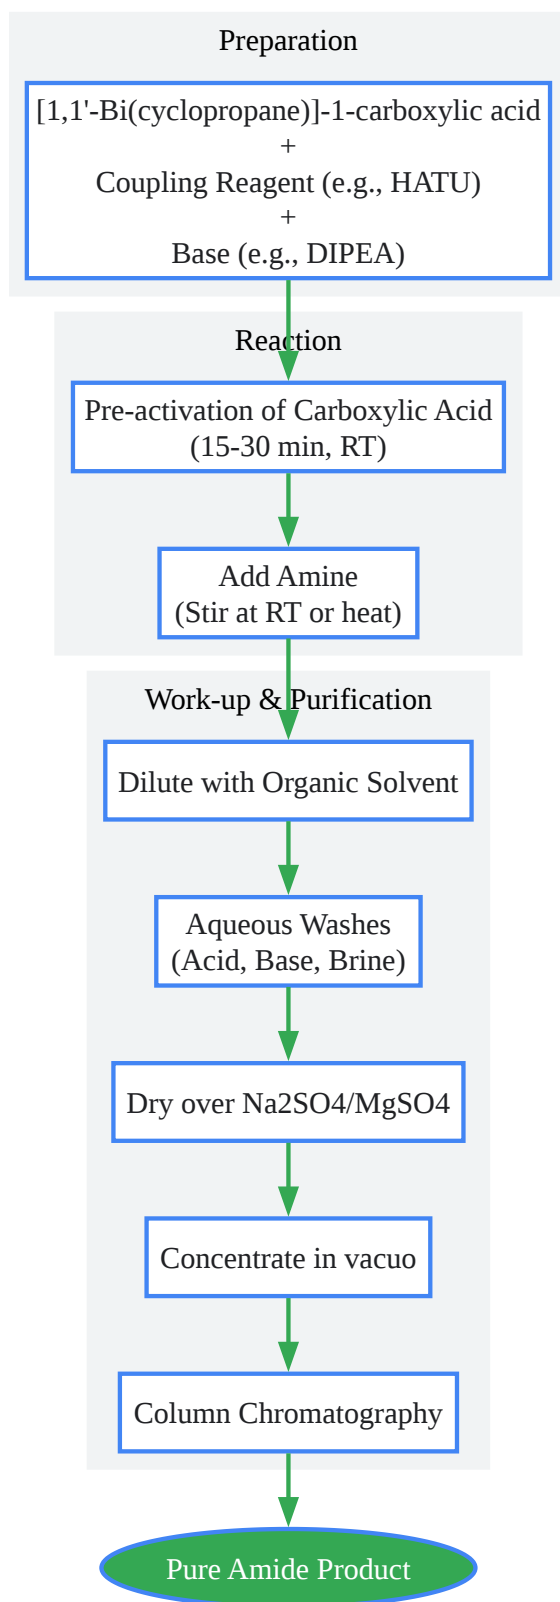 Preparation
[1,1'-Bi(cyclopropane)]-1-carboxylic acid
+
Coupling Reagent (e.g., HATU)
+
Base (e.g., DIPEA)
Reaction
Pre-activation of Carboxylic Acid
(15-30 min, RT)
Add Amine
(Stir at RT or heat)
Work-up & Purification
Dilute with Organic Solvent
Aqueous Washes
(Acid, Base, Brine)
Dry over Na2SO4/MgSO4
Concentrate in vacuo
Column Chromatography
Pure Amide Product